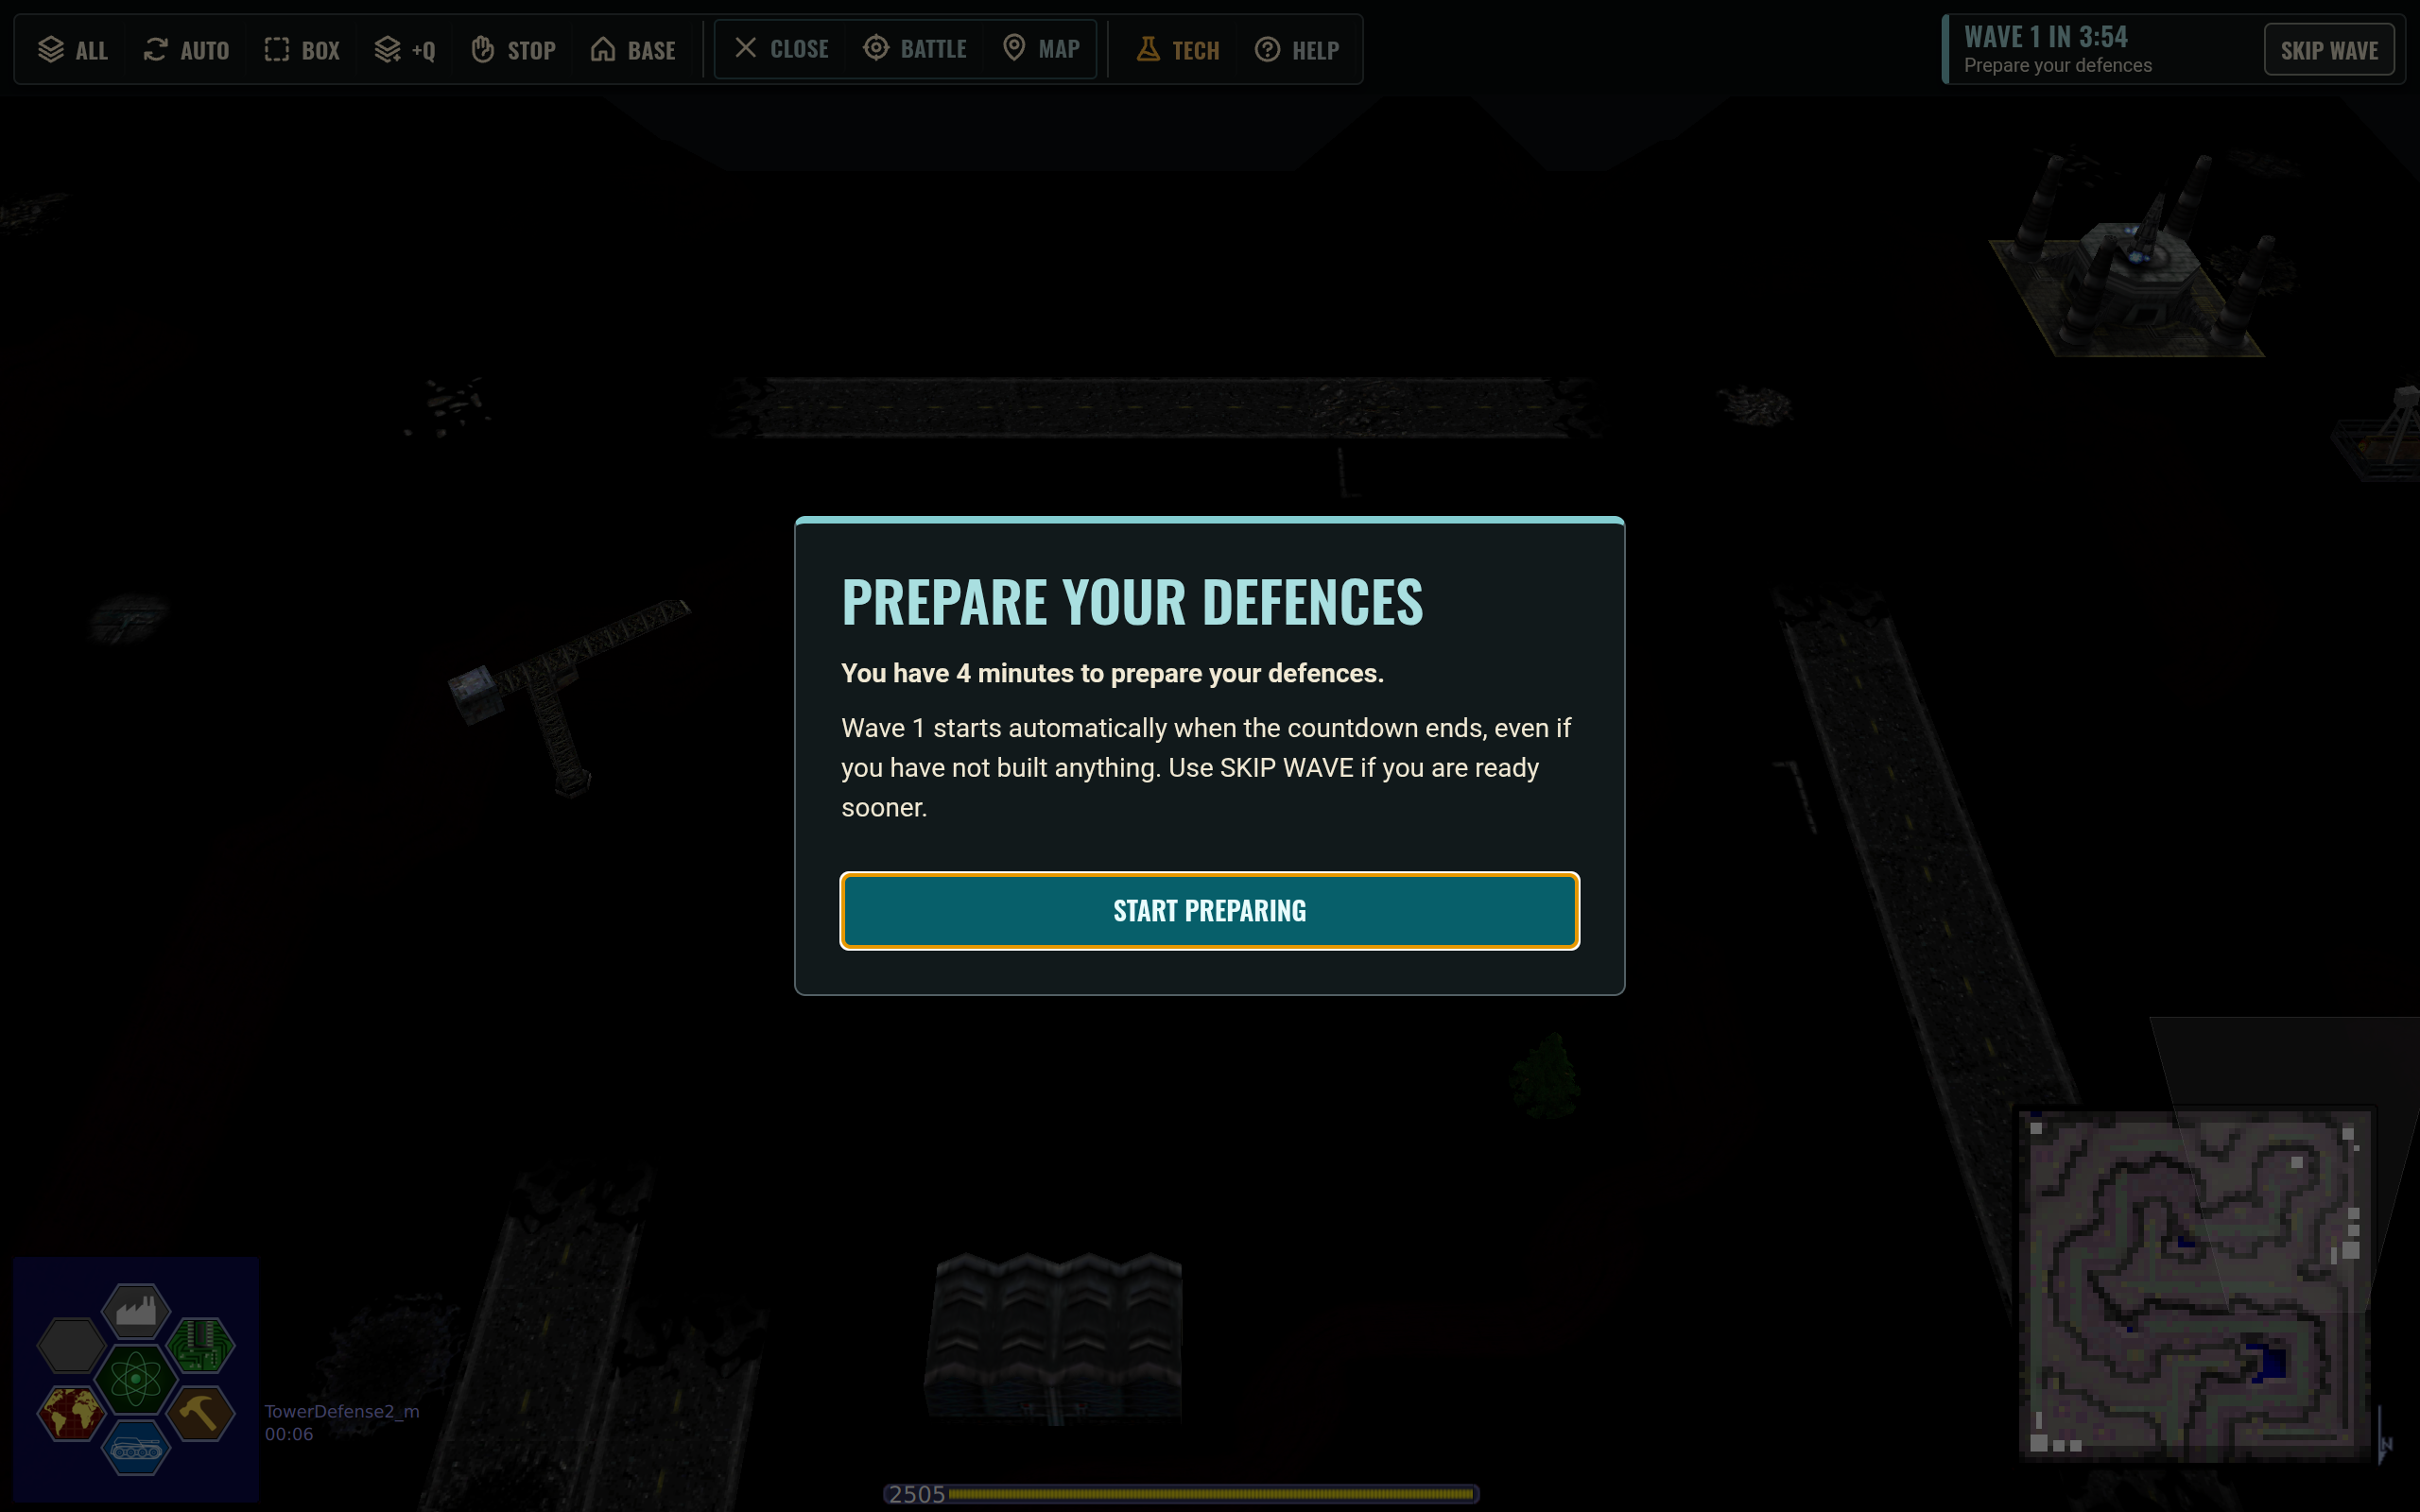 ALL AUTO BOX +Q STOP BASE CLOSE BATTLE MAP TECH HELP
WAVE 1 IN 3:54
Prepare your defences
SKIP WAVE
PREPARE YOUR DEFENCES
You have 4 minutes to prepare your defences.
Wave 1 starts automatically when the countdown ends, even if
you have not built anything. Use SKIP WAVE if you are ready
sooner.
START PREPARING
TowerDefense2_m
00:06
2505
N